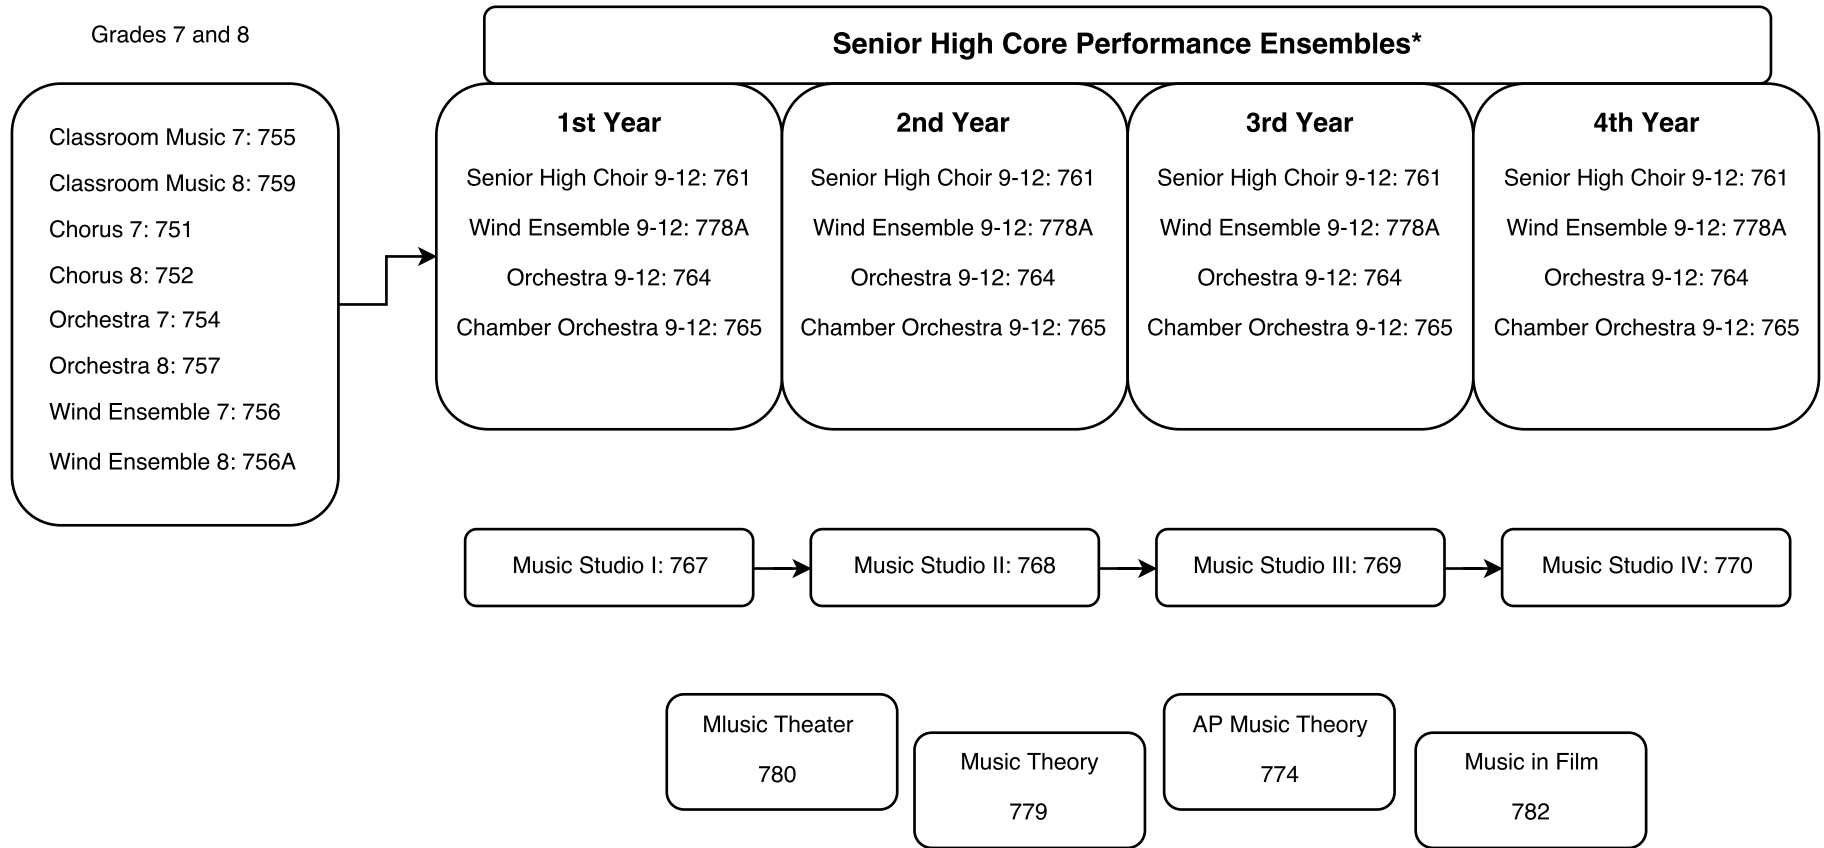 Grades 7 and 8
Classroom Music 7: 755
Classroom Music 8: 759
Chorus 7: 751
Chorus 8: 752
Orchestra 7: 754
Orchestra 8: 757
Wind Ensemble 7: 756
Wind Ensemble 8: 756A
Senior High Core Performance Ensembles*
1st Year
Senior High Choir 9-12: 761
Wind Ensemble 9-12: 778A
Orchestra 9-12: 764
Chamber Orchestra 9-12: 765
2nd Year
Senior High Choir 9-12: 761
Wind Ensemble 9-12: 778A
Orchestra 9-12: 764
Chamber Orchestra 9-12: 765
3rd Year
Senior High Choir 9-12: 761
Wind Ensemble 9-12: 778A
Orchestra 9-12: 764
Chamber Orchestra 9-12: 765
4th Year
Senior High Choir 9-12: 761
Wind Ensemble 9-12: 778A
Orchestra 9-12: 764
Chamber Orchestra 9-12: 765
Music Studio I: 767
Music Studio II: 768
Music Studio III: 769
Music Studio IV: 770
Mlusic Theater
780
Music Theory
779
AP Music Theory
774
Music in Film
782